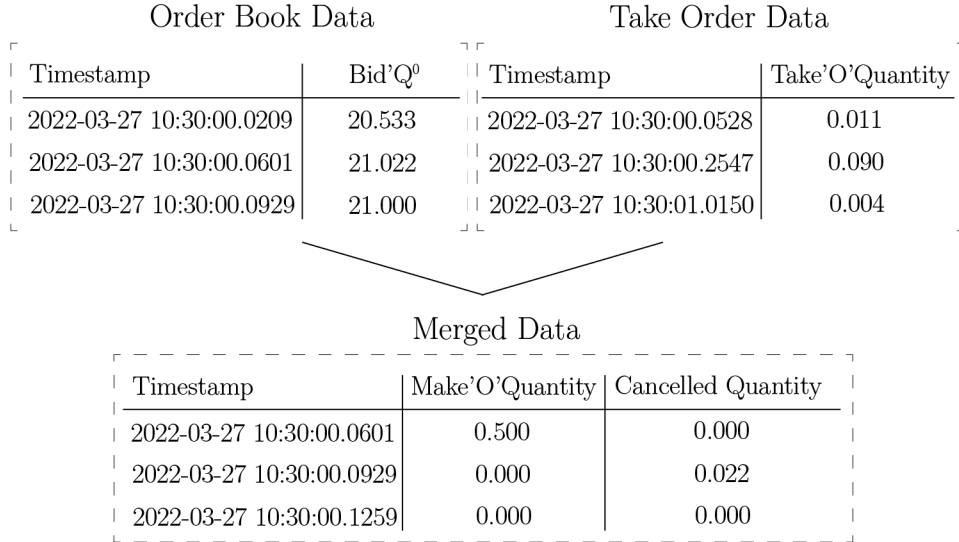 Order Book Data
Timestamp Bid'Q⁰
2022-03-27 10:30:00.0209 20.533
2022-03-27 10:30:00.0601 21.022
2022-03-27 10:30:00.0929 21.000
Take Order Data
Timestamp Take'O'Quantity
2022-03-27 10:30:00.0528 0.011
2022-03-27 10:30:00.2547 0.090
2022-03-27 10:30:01.0150 0.004
Merged Data
Timestamp Make'O'Quantity Cancelled Quantity
2022-03-27 10:30:00.0601 0.500 0.000
2022-03-27 10:30:00.0929 0.000 0.022
2022-03-27 10:30:00.1259 0.000 0.000